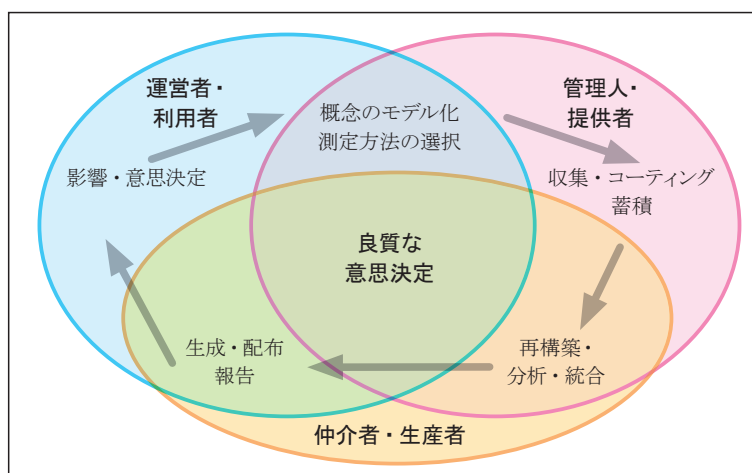 運営者・
利用者
概念のモデル化
測定方法の選択
管理人・
提供者
影響・意思決定
収集・コーティング
蓄積
良質な
意思決定
生成・配布
報告
再構築・
分析・統合
仲介者・生産者